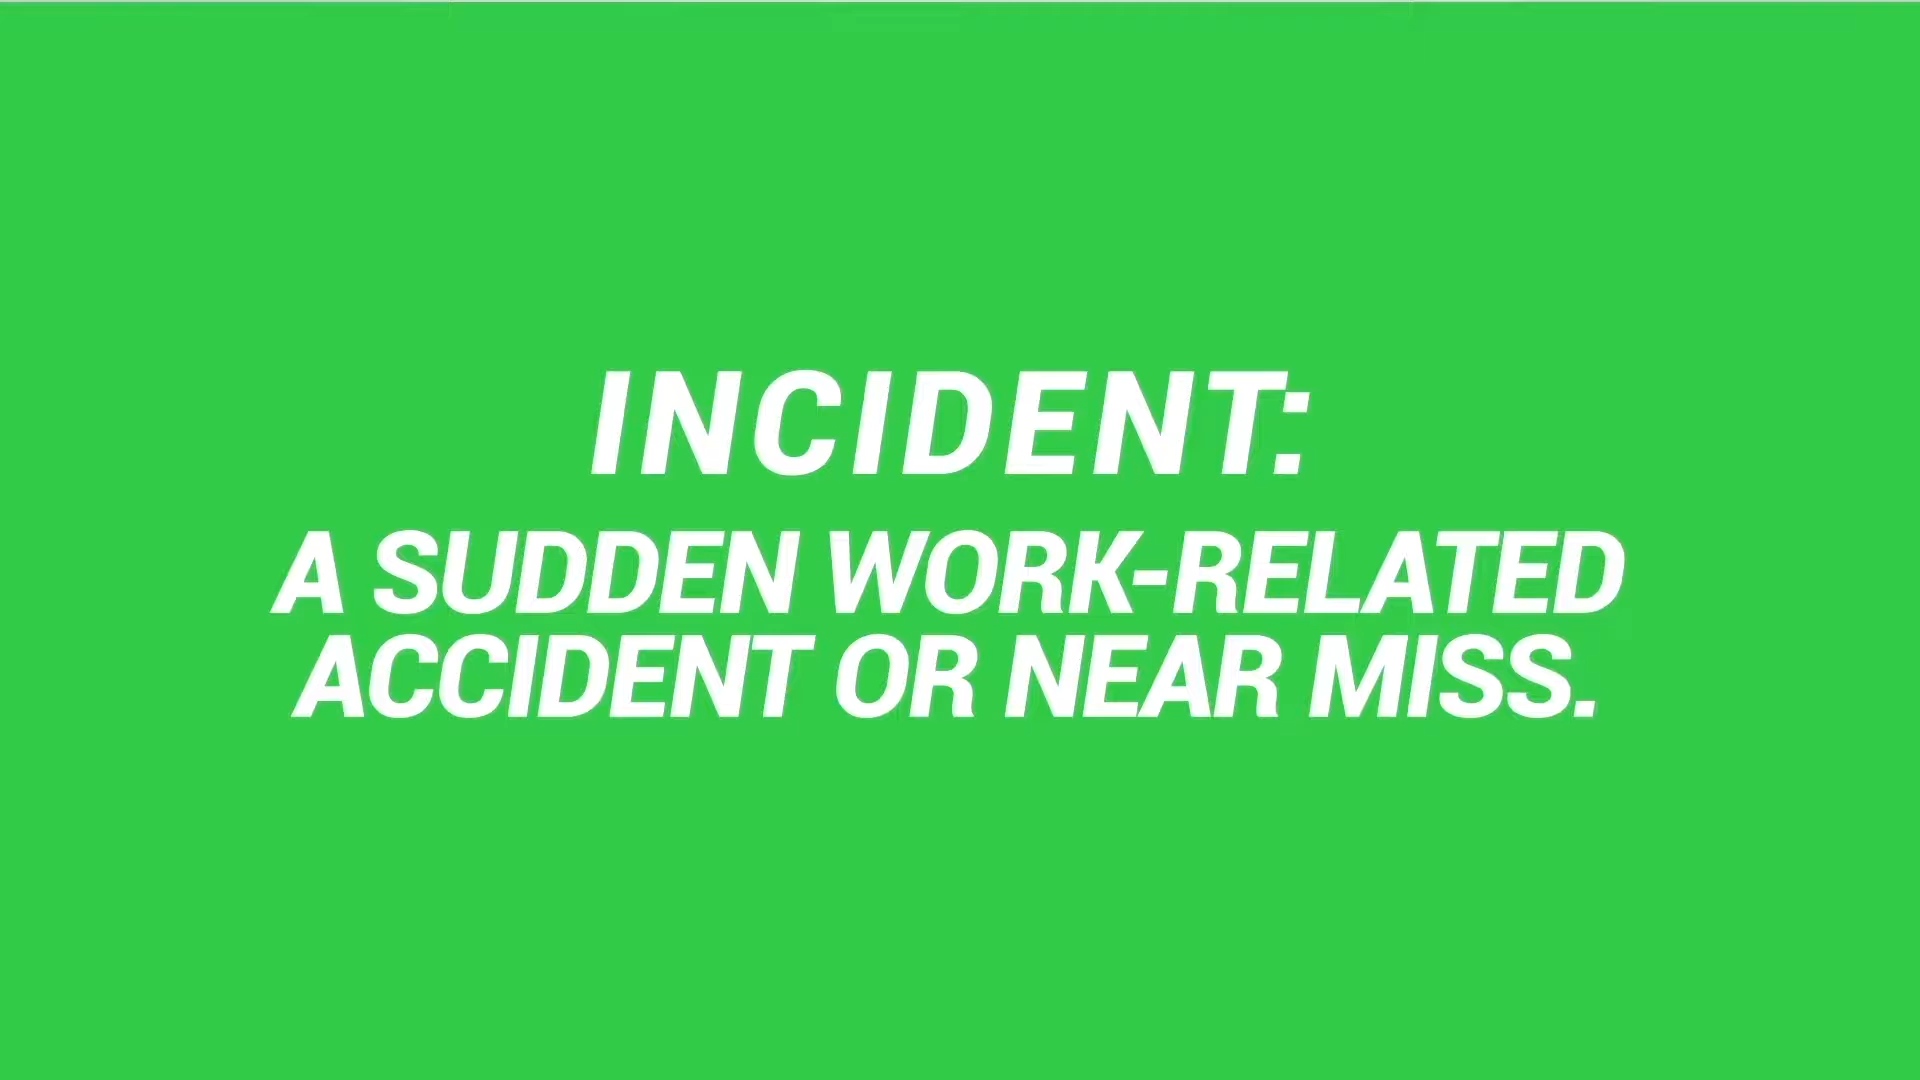 INCIDENT:
A SUDDEN WORK-RELATED
ACCIDENT OR NEAR MISS.